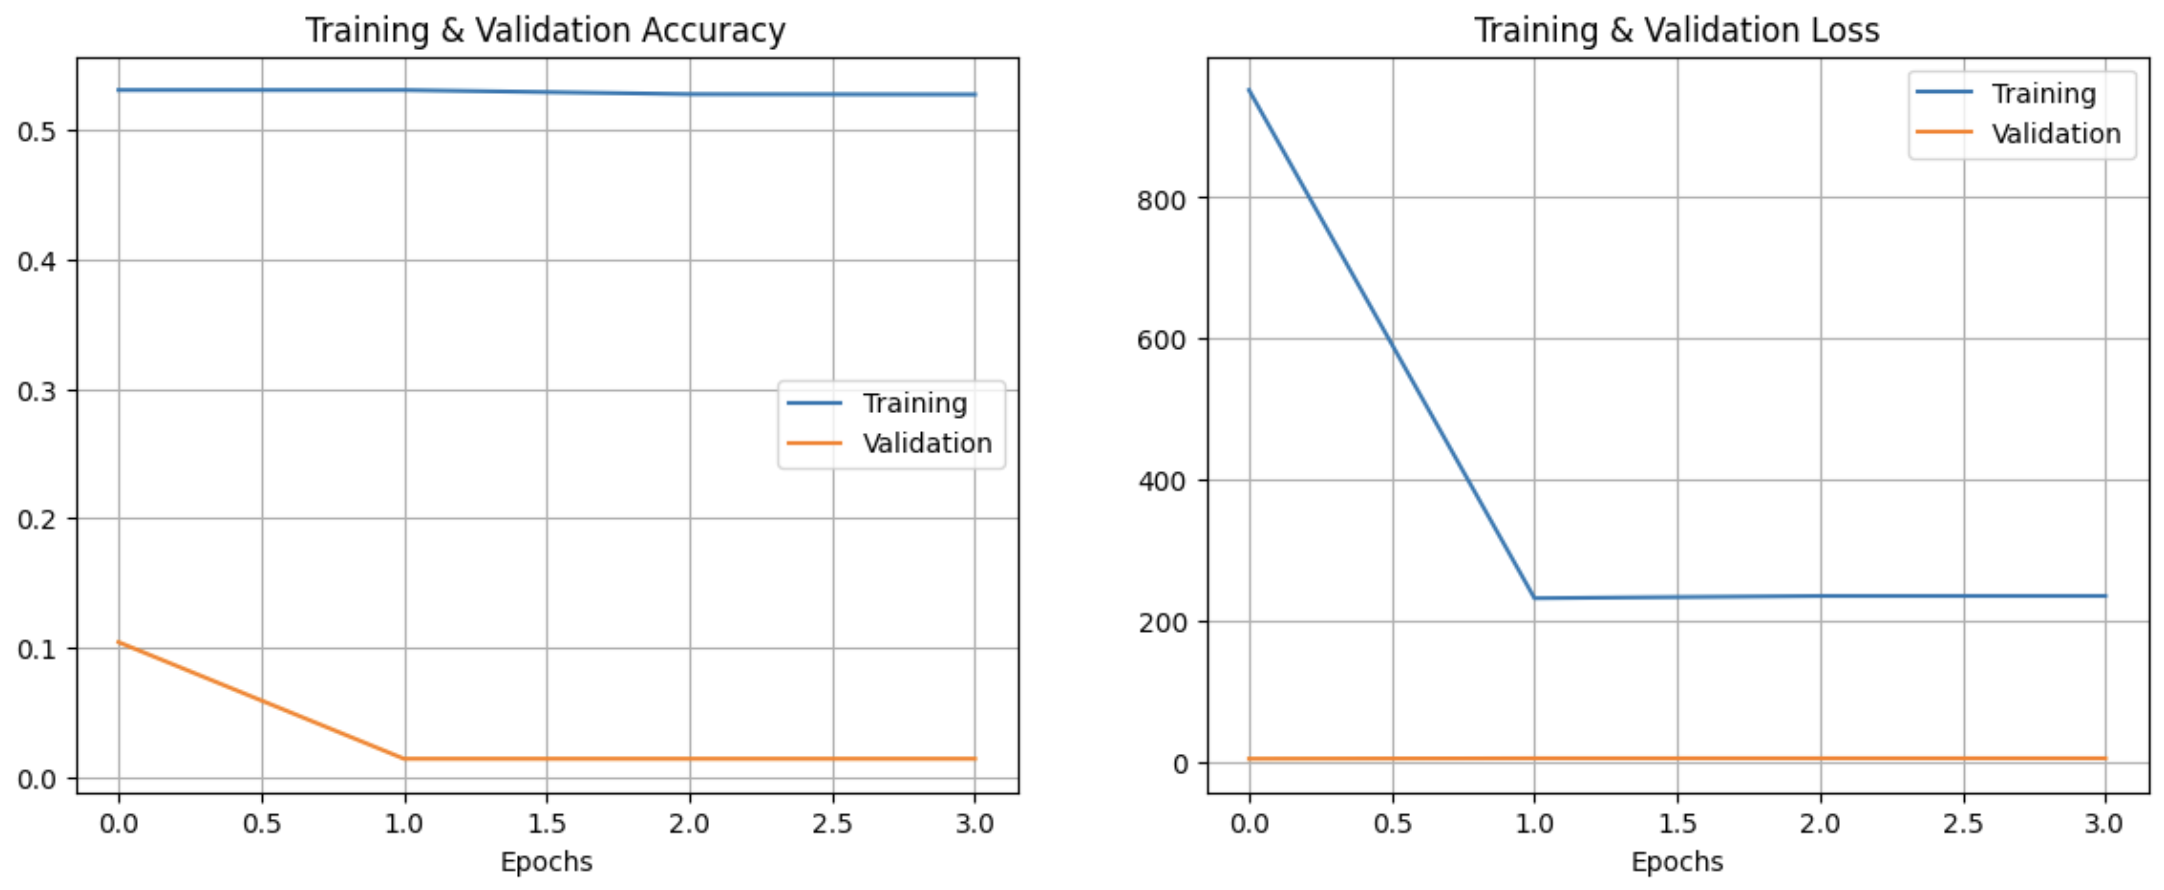 Training & Validation Accuracy
0.5
0.4
0.3
0.2
0.1
0.0
Training
Validation
0.0 0.5 1.0 1.5 2.0 2.5 3.0
Epochs
Training & Validation Loss
800
600
400
200
0
Training
Validation
0.0 0.5 1.0 1.5 2.0 2.5 3.0
Epochs